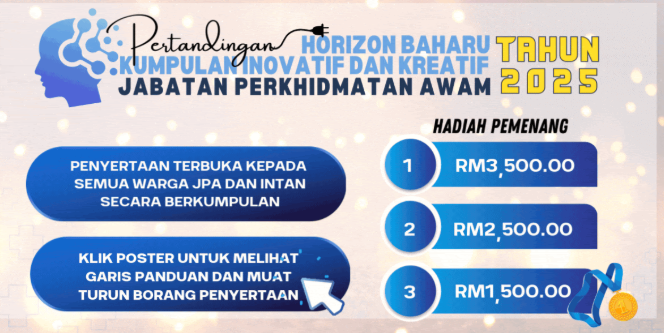 Pertandingan HORIZON BAHARU
KUMPULAN INOVATIF DAN KREATIF
JABATAN PERKHIDMATAN AWAM
TAHUN
2025
HADIAH PEMENANG
PENYERTAAN TERBUKA KEPADA
SEMUA WARGA JPA DAN INTAN
SECARA BERKUMPULAN
KLIK POSTER UNTUK MELIHAT
GARIS PANDUAN DAN MUAT
TURUN BORANG PENYERTAAN
1 RM3,500.00
2 RM2,500.00
3 RM1,500.00